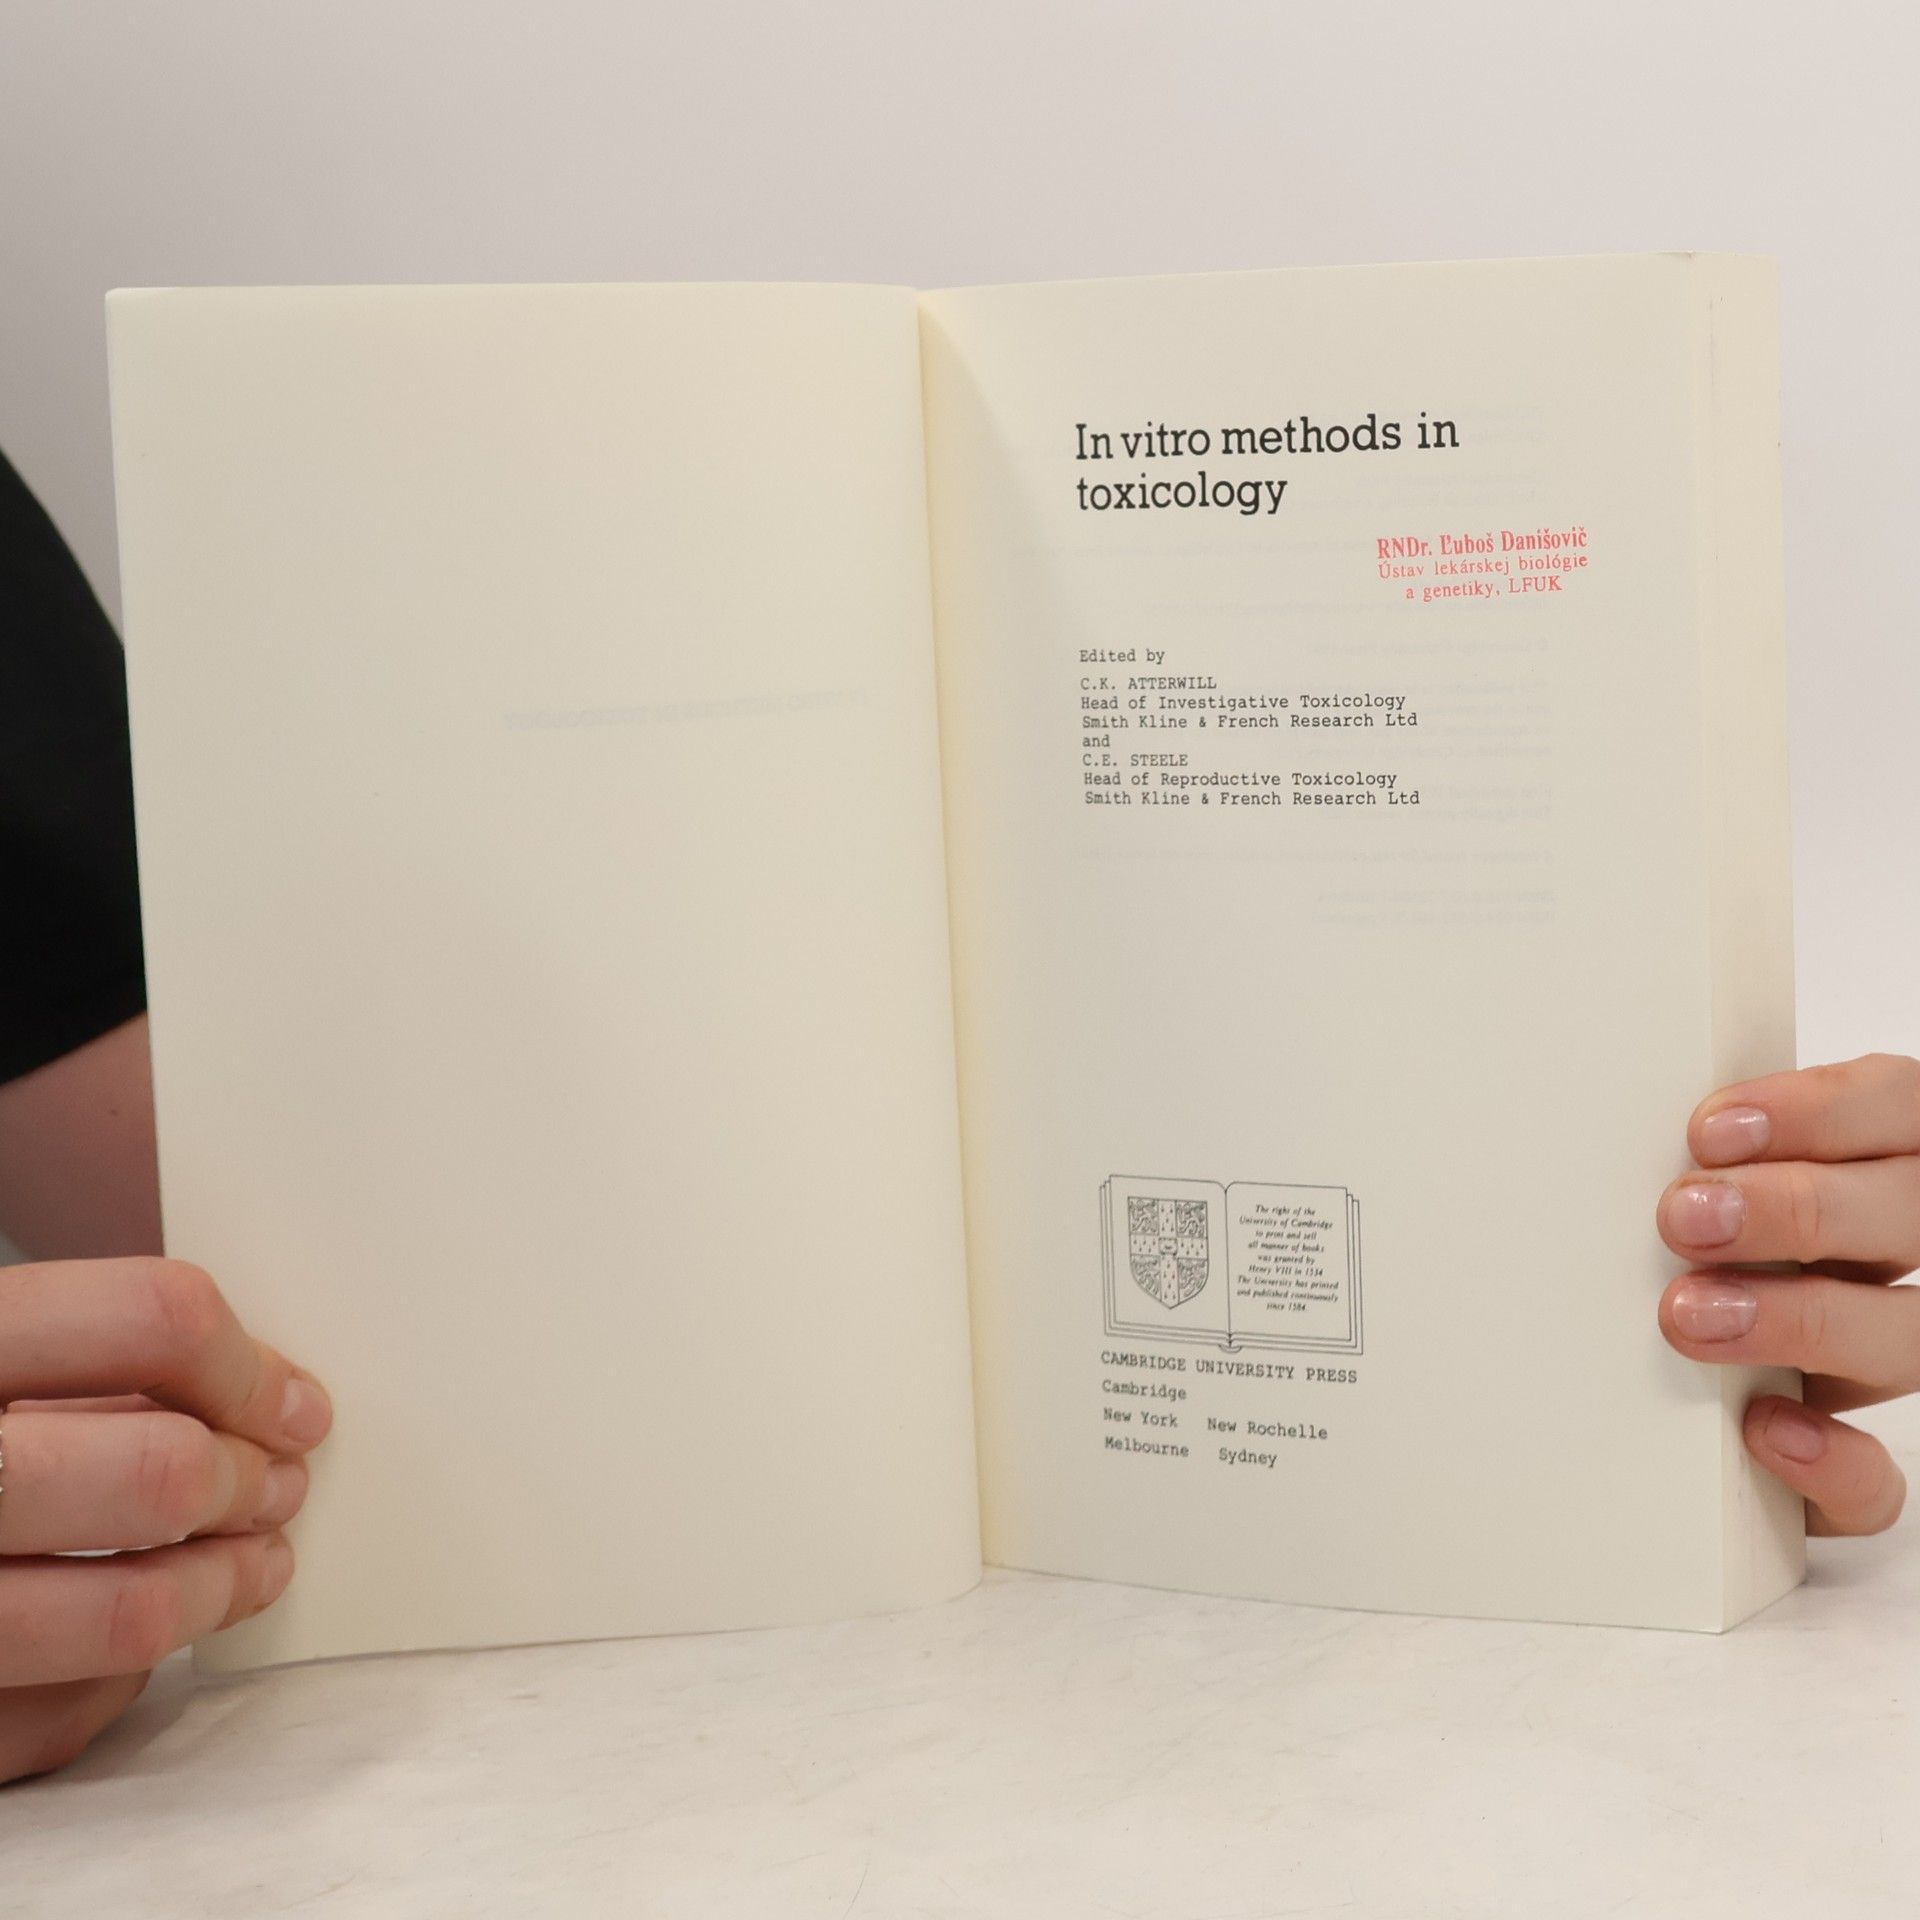 In vitro methods in
toxicology
RNDr. Ľuboš Danišovič
Ústav lekárskej biológie
a genetiky, LFUK
Edited by
C.K. ATTERWILL
Head of Investigative Toxicology
Smith Kline & French Research Ltd
and
C.E. STEELE
Head of Reproductive Toxicology
Smith Kline & French Research Ltd
The right of the
University of Cambridge
to print and sell
all manner of books
was granted by
Henry VIII in 1534
The University has printed
and published continuously
since 1584.
CAMBRIDGE UNIVERSITY PRESS
Cambridge
New York New Rochelle
Melbourne Sydney